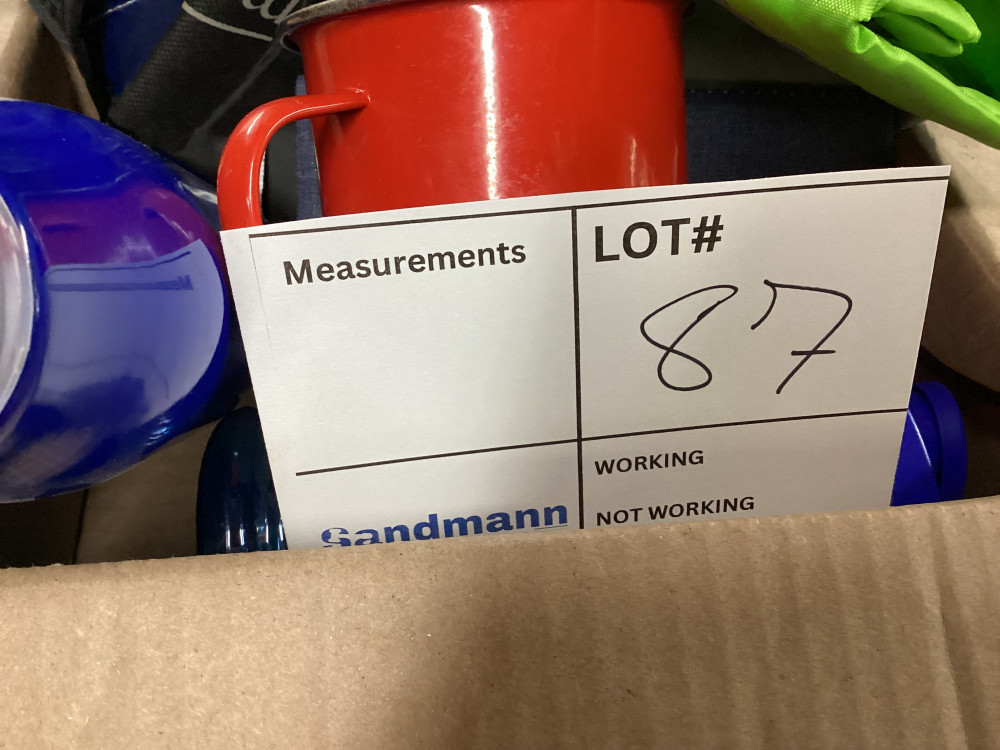 Measurements
LOT#
87
WORKING
NOT WORKING
Sandmann